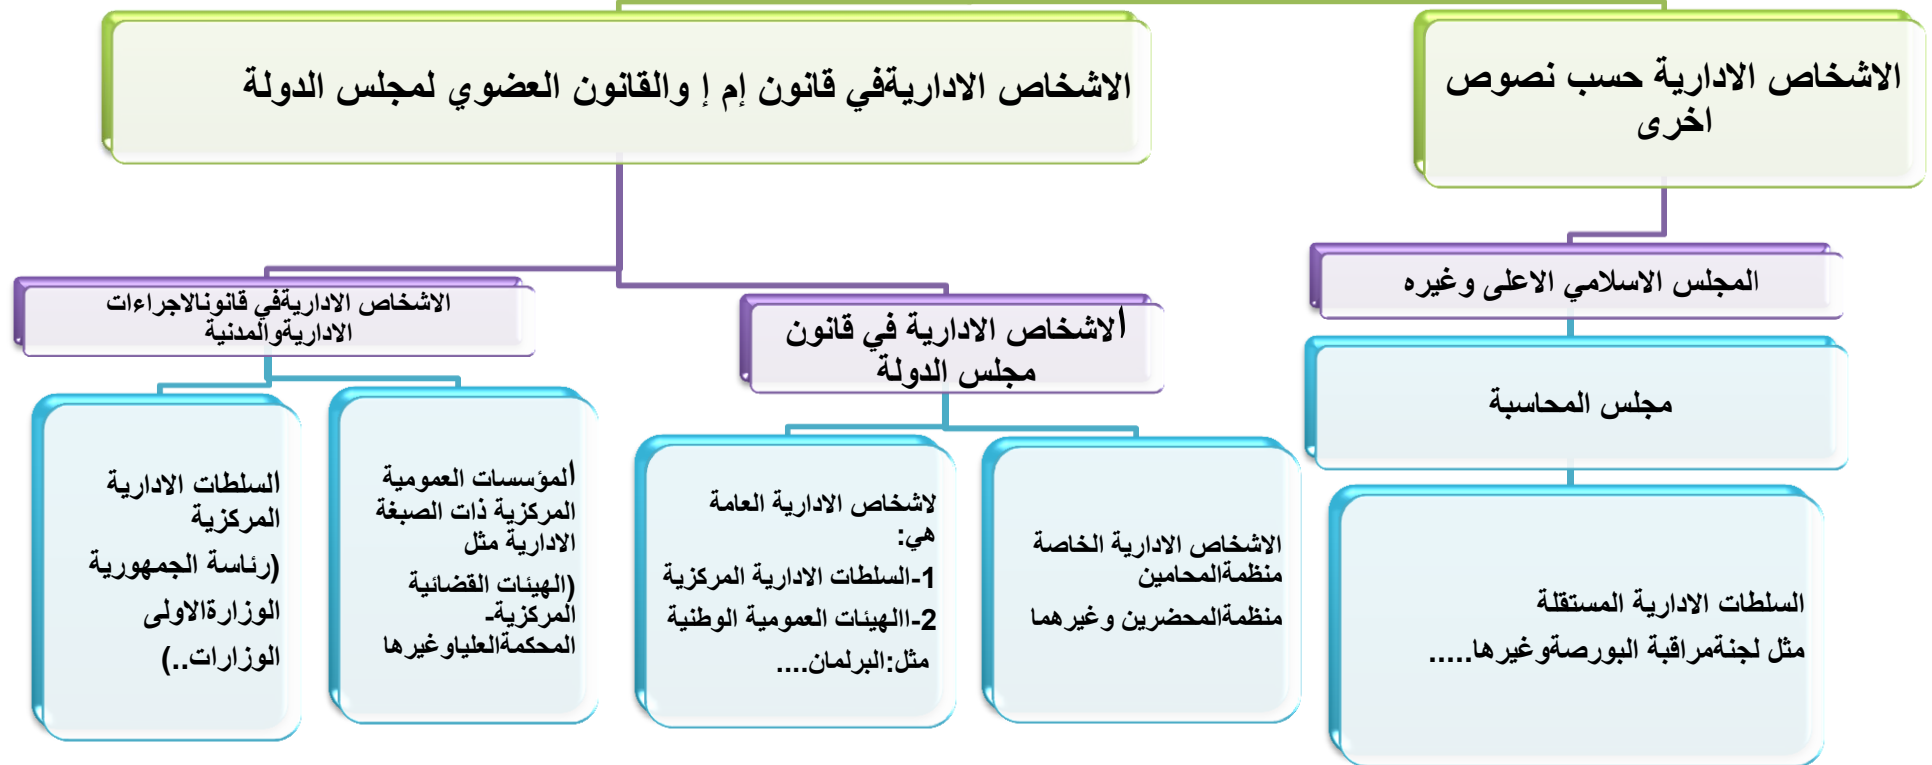 الاشخاص الادارية حسب نصوص
اخرى
الاشخاص الاداريةفي قانون إم إ والقانون العضوي لمجلس الدولة
المجلس الاسلامي الاعلى وغيره
مجلس المحاسبة
السلطات الادارية المستقلة
مثل لجنةمراقبة البورصةوغيرها.....
ألاشخاص الادارية في قانون
مجلس الدولة
الاشخاص الادارية الخاصة
منظمةالمحامين
منظمةالمحضرين وغيرهما
لاشخاص الادارية العامة
هي:
1-السلطات الادارية المركزية
2-االهيئات العمومية الوطنية
مثل:البرلمان....
الاشخاص الاداريةفي قانونالاجراءات
الاداريةوالمدنية
ألمؤسسات العمومية
المركزية ذات الصبغة
الادارية مثل
(الهيئات القضائية
المركزية-
المحكمةالعلياوغيرها
السلطات الادارية
المركزية
(رئاسة الجمهورية
الوزارةالاولى
الوزارات..)